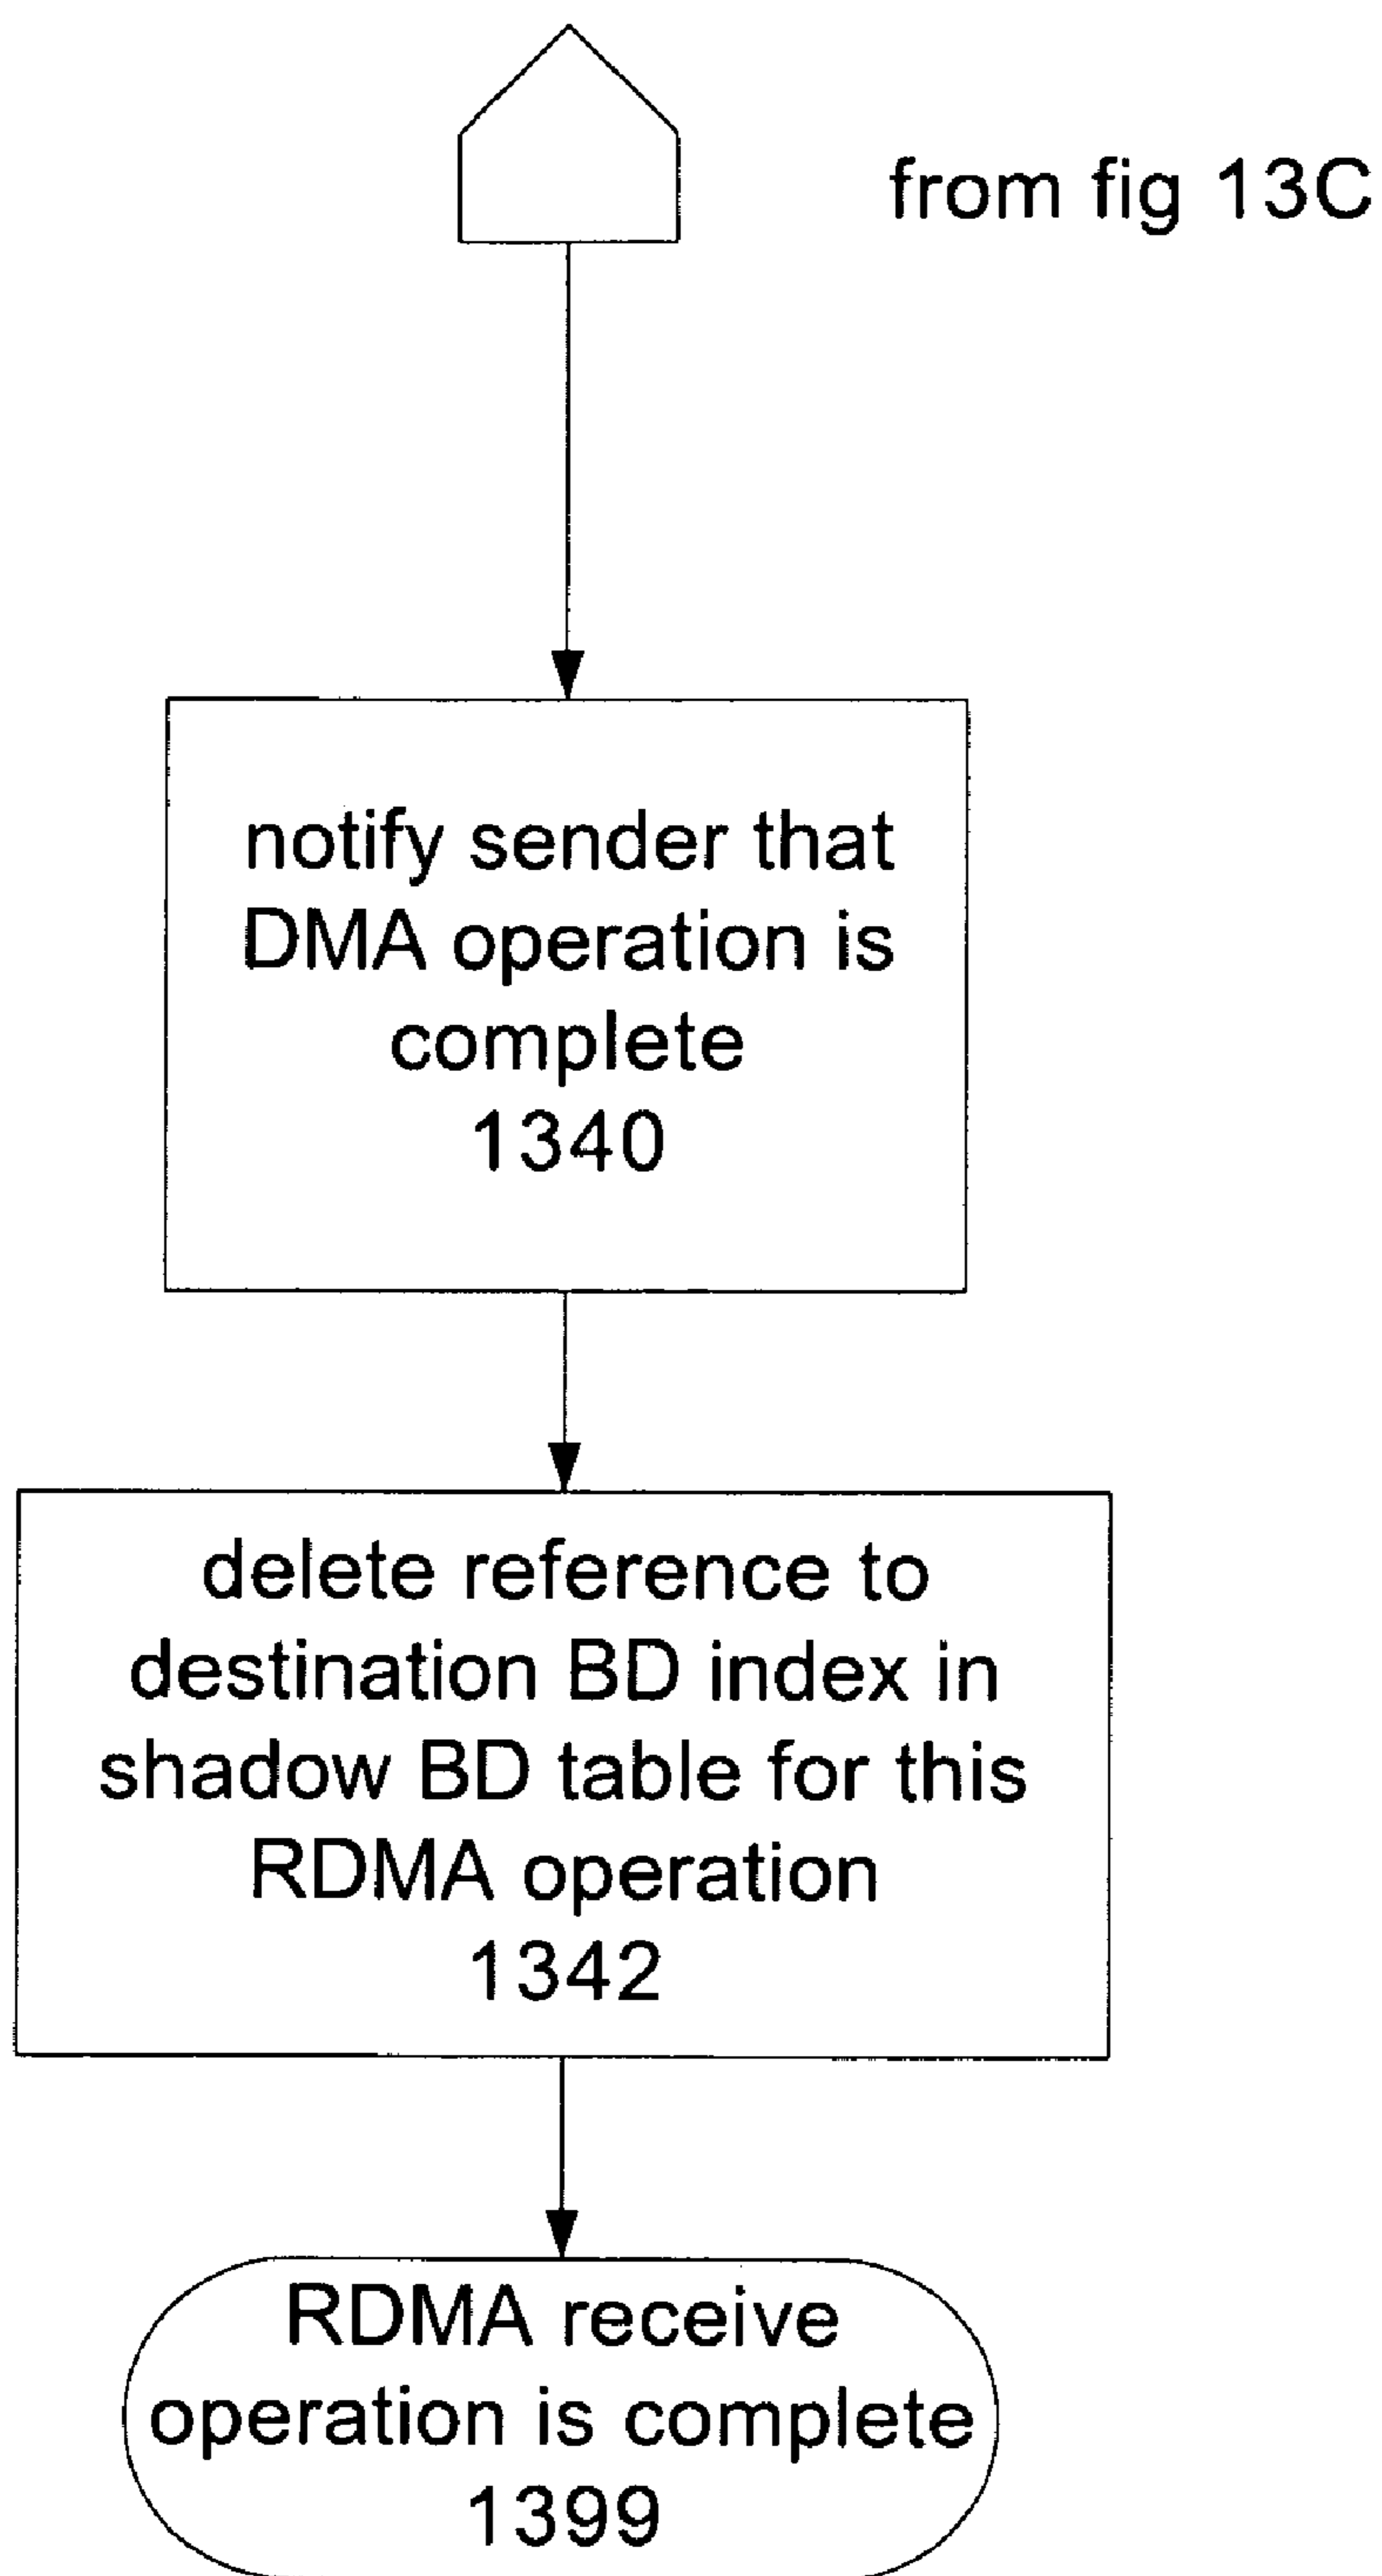 from fig 13C
notify sender that
DMA operation is
complete
1340
delete reference to
destination BD index in
shadow BD table for this
RDMA operation
1342
RDMA receive
operation is complete
1399